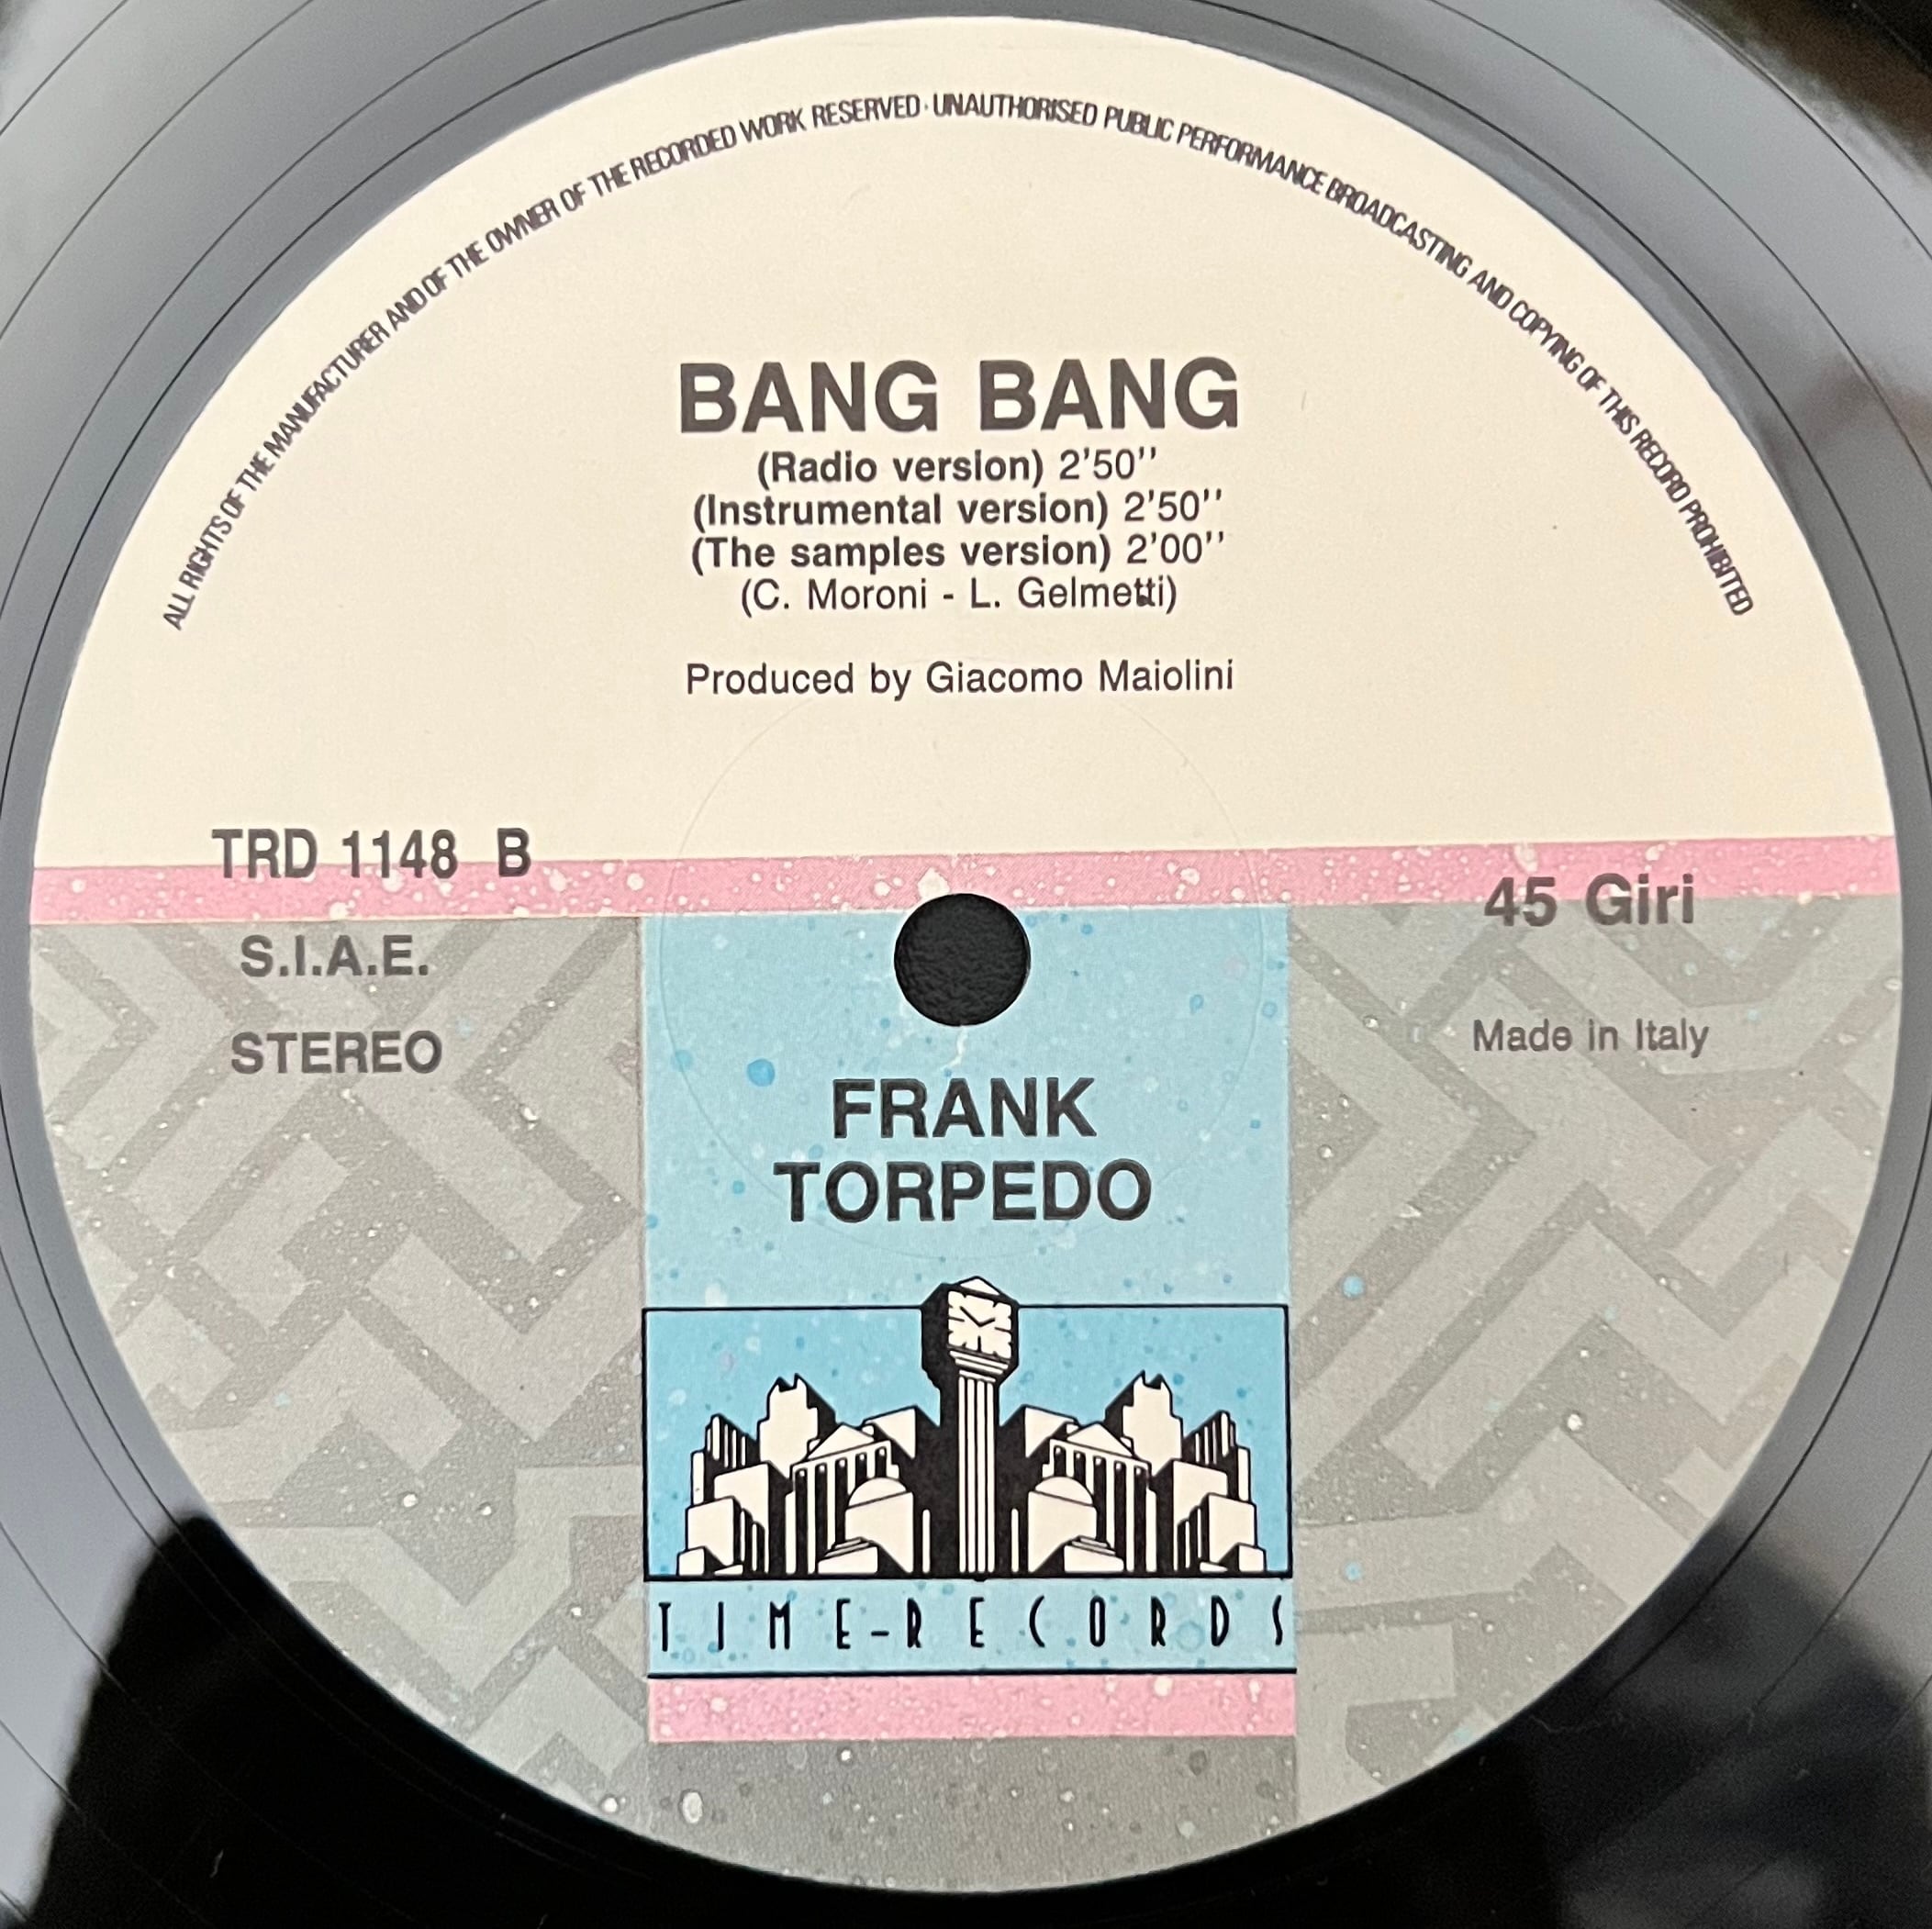 ALL RIGHTS OF THE MANUFACTURER AND OF THE OWNER OF THE RECORDED WORK RESERVED · UNAUTHORISED PUBLIC PERFORMANCE BROADCASTING AND COPYING OF THIS RECORD PROHIBITED
BANG BANG
(Radio version) 2'50''
(Instrumental version) 2'50''
(The samples version) 2'00''
(C. Moroni - L. Gelmetti)
Produced by Giacomo Maiolini
TRD 1148 B
45 Giri
S.I.A.E.
STEREO
Made in Italy
FRANK
TORPEDO
TIME-RECORDS